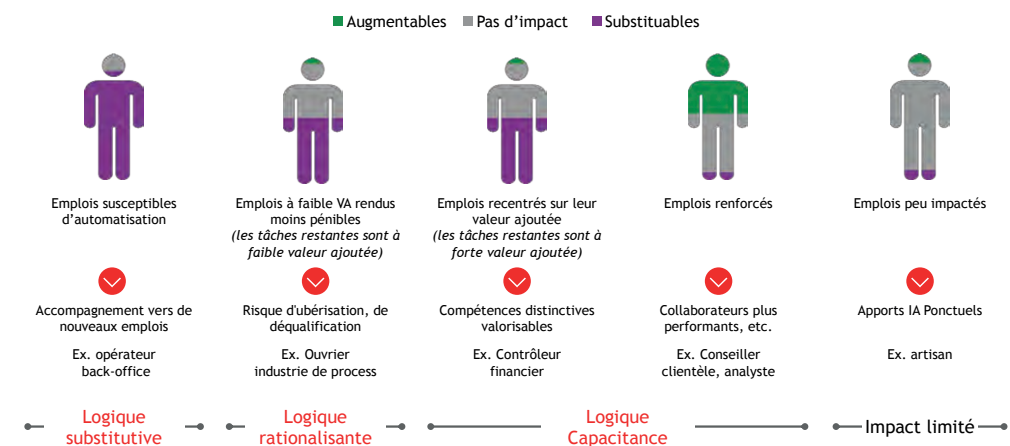 Augmentables Pas d’impact Substituables
Emplois susceptibles
d’automatisation
Emplois à faible VA rendus
moins pénibles
(les tâches restantes sont à
faible valeur ajoutée)
Emplois recentrés sur leur
valeur ajoutée
(les tâches restantes sont à
forte valeur ajoutée)
Emplois renforcés
Emplois peu impactés
Accompagnement vers de
nouveaux emplois
Risque d'ubérisation, de
déqualification
Compétences distinctives
valorisables
Collaborateurs plus
performants, etc.
Apports IA Ponctuels
Ex. opérateur
back-office
Ex. Ouvrier
industrie de process
Ex. Contrôleur
financier
Ex. Conseiller
clientèle, analyste
Ex. artisan
Logique
substitutive
Logique
rationalisante
Logique
Capacitance
Impact limité